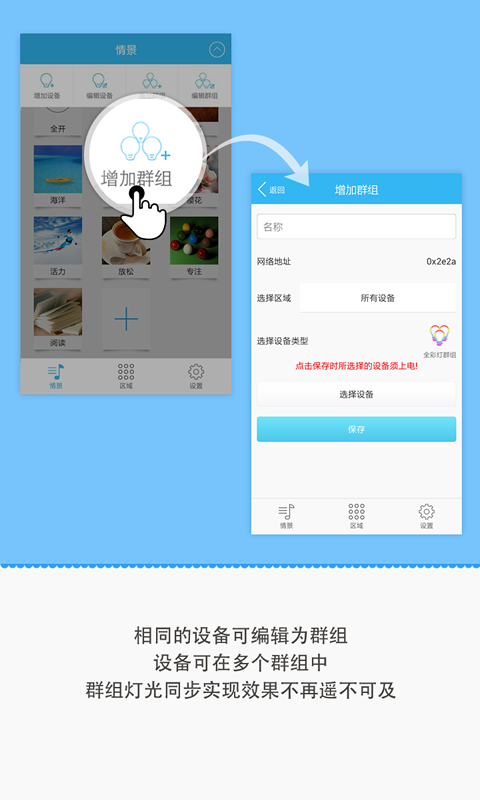 情景
增加设备
编辑设备
编辑群组
全开
增加群组
海洋
樱花
活力
放松
专注
阅读
情景
区域
设置
返回
增加群组
名称
网络地址
0x2e2a
选择区域
所有设备
选择设备类型
全彩灯群组
点击保存时所选择的设备须上电!
选择设备
保存
情景
区域
设置
相同的设备可编辑为群组
设备可在多个群组中
群组灯光同步实现效果不再遥不可及